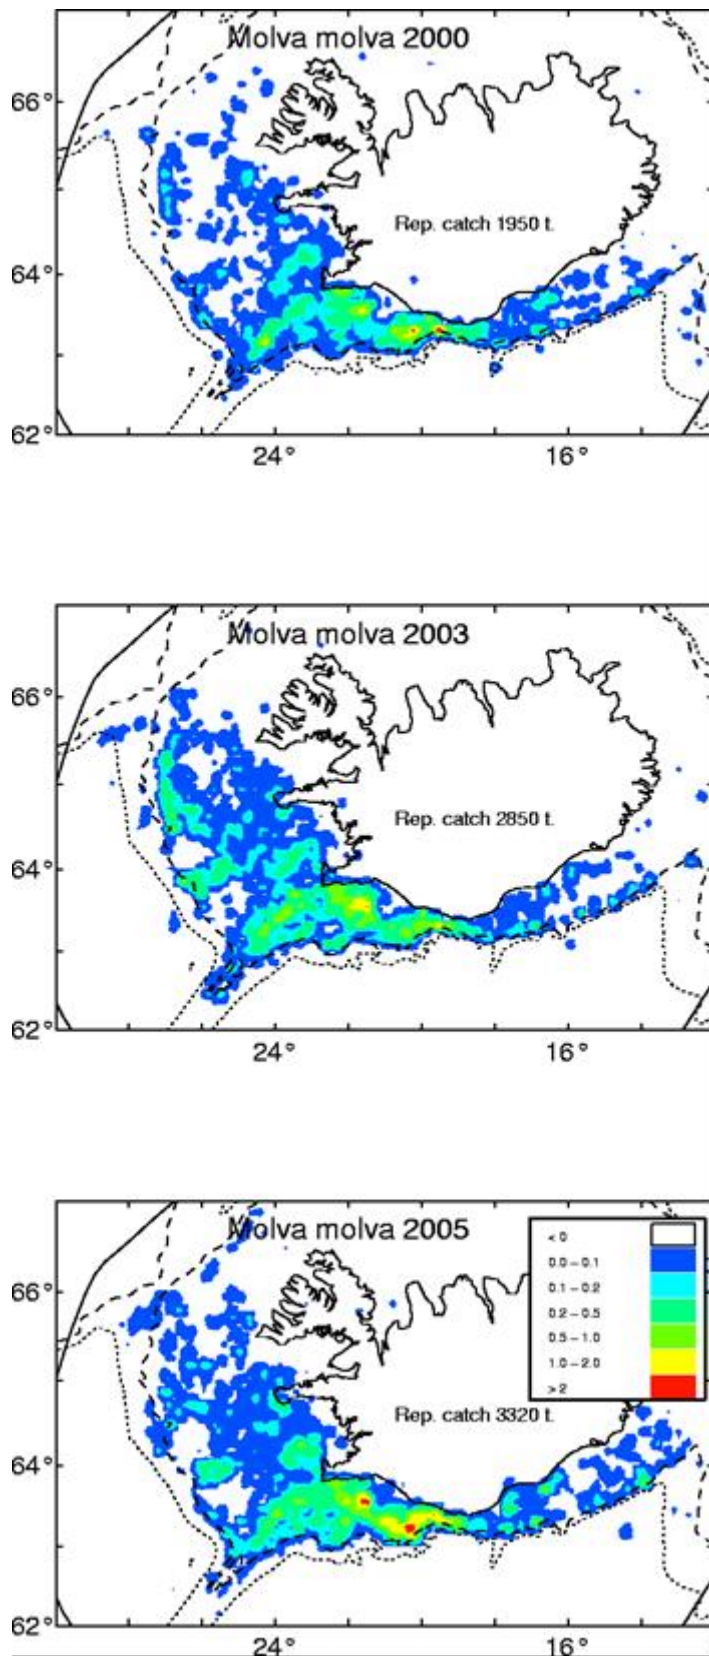 Molva molva 2000
66°
Rep. catch 1950 t.
64°
62°
24° 16°
Molva molva 2003
66°
Rep. catch 2850 t.
64°
62°
24° 16°
Molva molva 2005
< 0
0.0 – 0.1
66°
0.1 – 0.2
0.2 – 0.5
0.5 – 1.0
1.0 – 2.0
> 2
Rep. catch 3320 t.
64°
62°
24° 16°